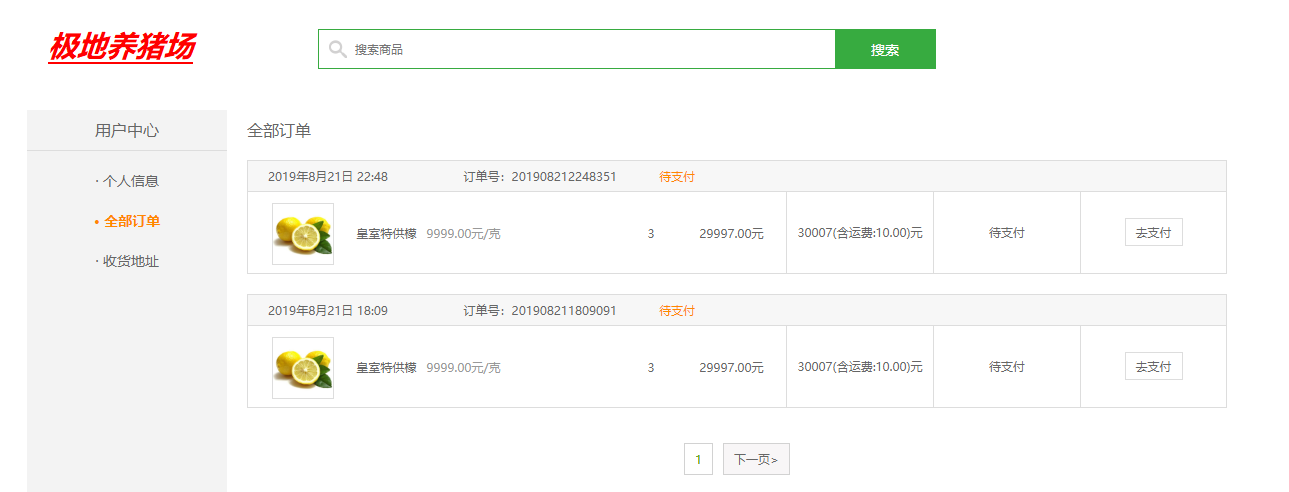 极地养猪场
搜索商品
搜索
用户中心
· 个人信息
• 全部订单
· 收货地址
全部订单
2019年8月21日 22:48 订单号：201908212248351 待支付
皇室特供檬 9999.00元/克 3 29997.00元 30007(含运费:10.00)元 待支付 去支付
2019年8月21日 18:09 订单号：201908211809091 待支付
皇室特供檬 9999.00元/克 3 29997.00元 30007(含运费:10.00)元 待支付 去支付
1 下一页>